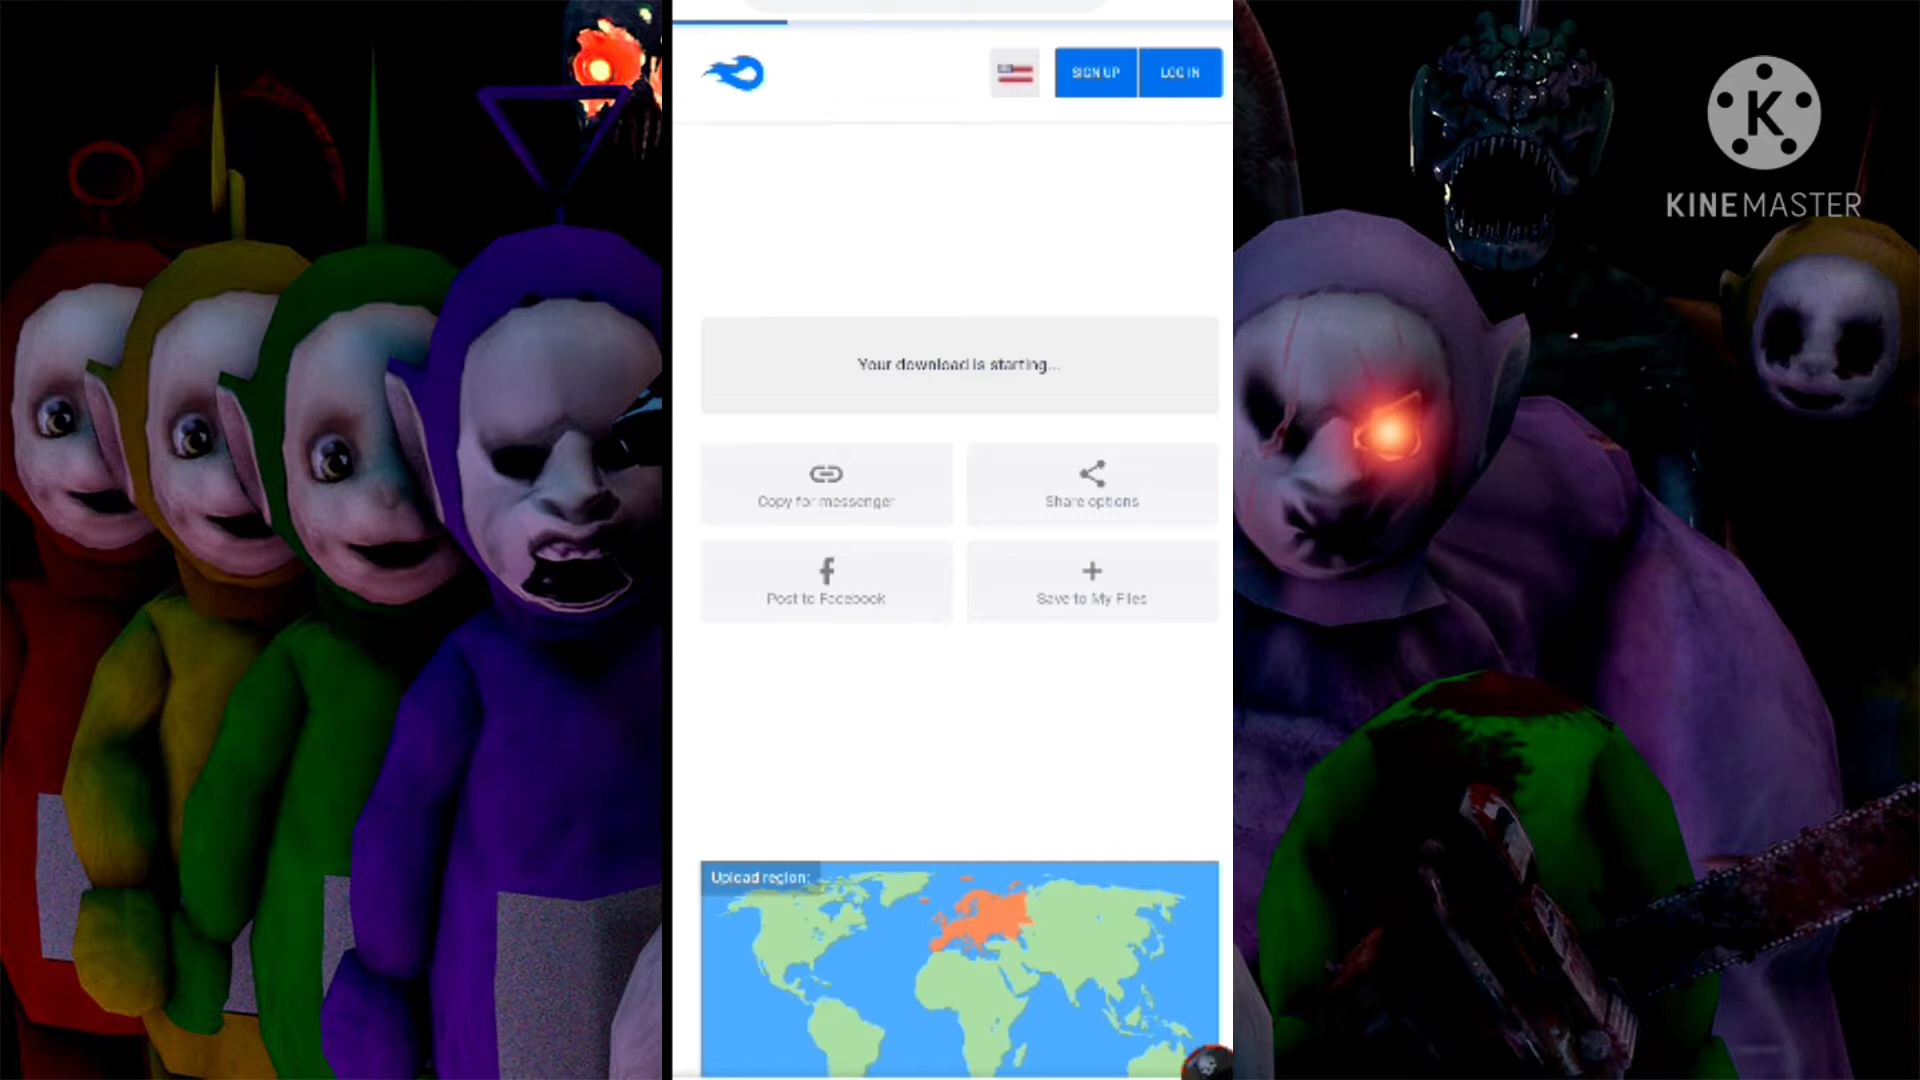 SIGN UP
LOG IN
K
KINEMASTER
Your download is starting...
Copy for messenger
Share options
Post to Facebook
Save to My Files
Upload region: